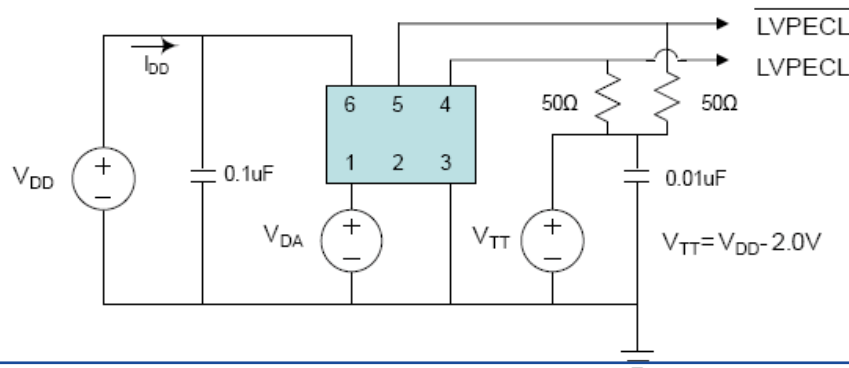 LVPECL
I_DD
LVPECL
6 5 4
50Ω 50Ω
1 2 3
V_DD
0.1uF
0.01uF
V_DA
V_TT
V_TT=V_DD-2.0V